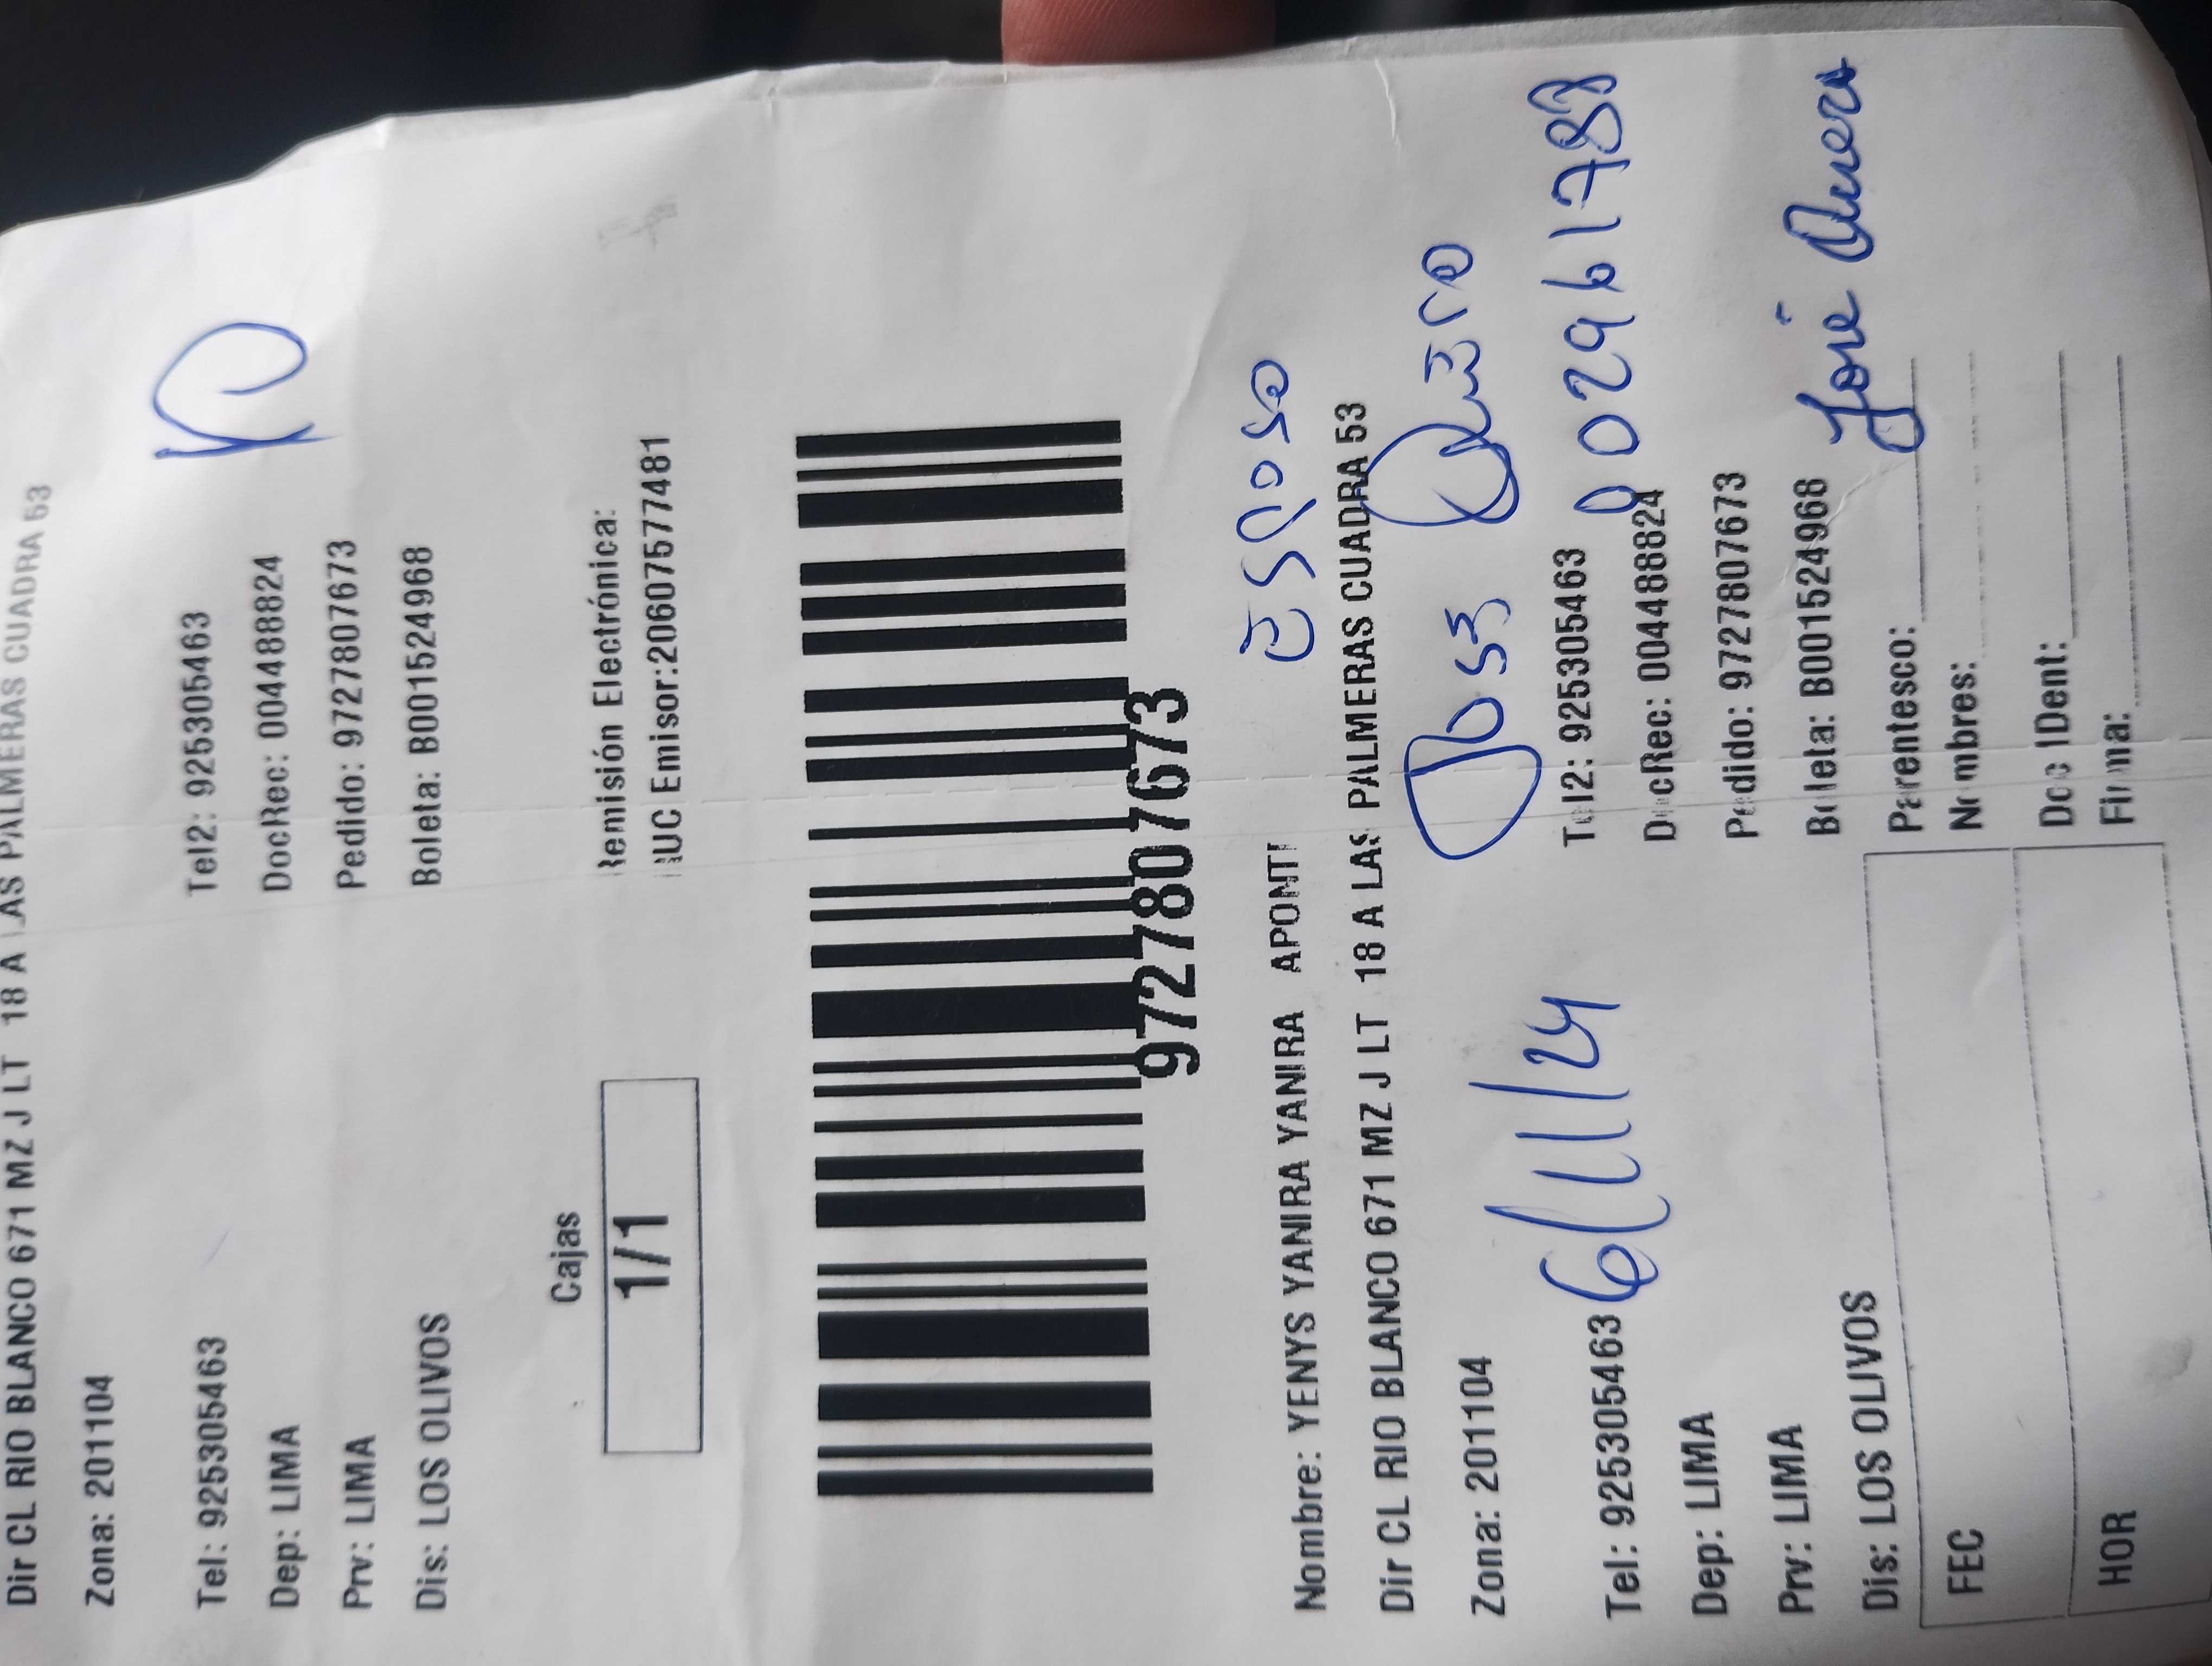 Dir CL RIO BLANCO 671 MZ J LT 18 A LAS PALMERAS CUADRA 53
Zona: 201104
Tel: 925305463 Tel2: 925305463
Dep: LIMA DocRec: 00448824
Prv: LIMA Pedido: 9727807673
Dis: LOS OLIVOS Boleta: B001524968
Cajas
1/1
Remisión Electrónica:
RUC Emisor:20607577481
9727807673
esposo
Nombre: YENYS YANIRA YANIRA APONTE
Dir CL RIO BLANCO 671 MZ J LT 18 A LAS PALMERAS CUADRA 53
Zona: 201104
Jose
6/11/24
Tel: 925305463 Tel2: 925305463
Dep: LIMA DocRec: 00448824
Prv: LIMA Pedido: 9727807673
Dis: LOS OLIVOS Boleta: B001524968
José
Parentesco:
FEC Nombres:
Doc IDent:
HOR Firma: